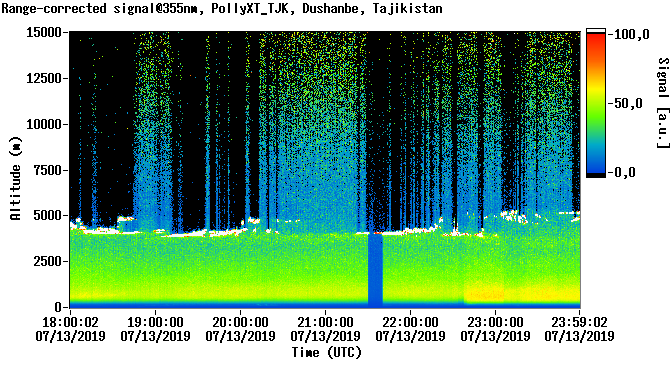 Range-corrected signal@355nm, PollyXT_TJK, Dushanbe, Tajikistan
15000
12500
10000
7500
5000
2500
0
Altitude (m)
18:00:02 19:00:00 20:00:00 21:00:00 22:00:00 23:00:00 23:59:02
07/13/2019 07/13/2019 07/13/2019 07/13/2019 07/13/2019 07/13/2019 07/13/2019
Time (UTC)
100,0
50,0
0,0
Signal [a.u.]